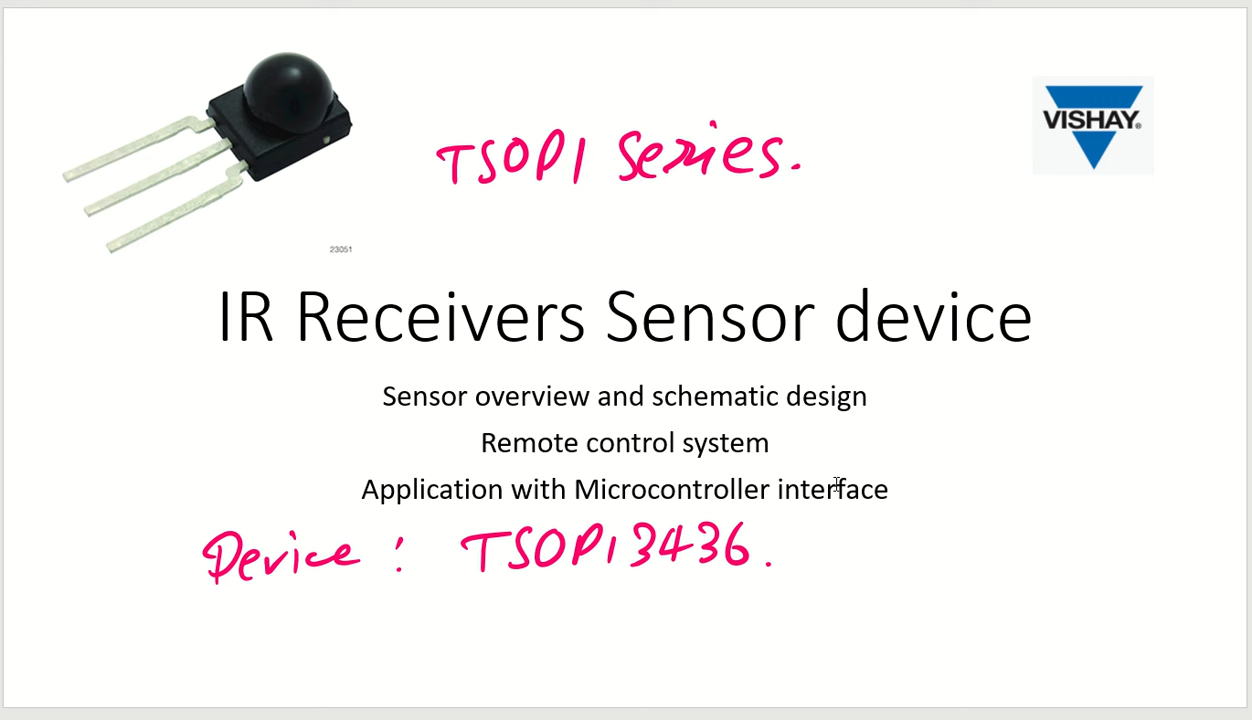 TSOP1 Series.
VISHAY®
23051
IR Receivers Sensor device
Sensor overview and schematic design
Remote control system
Application with Microcontroller interface
Device : TSOP13436.